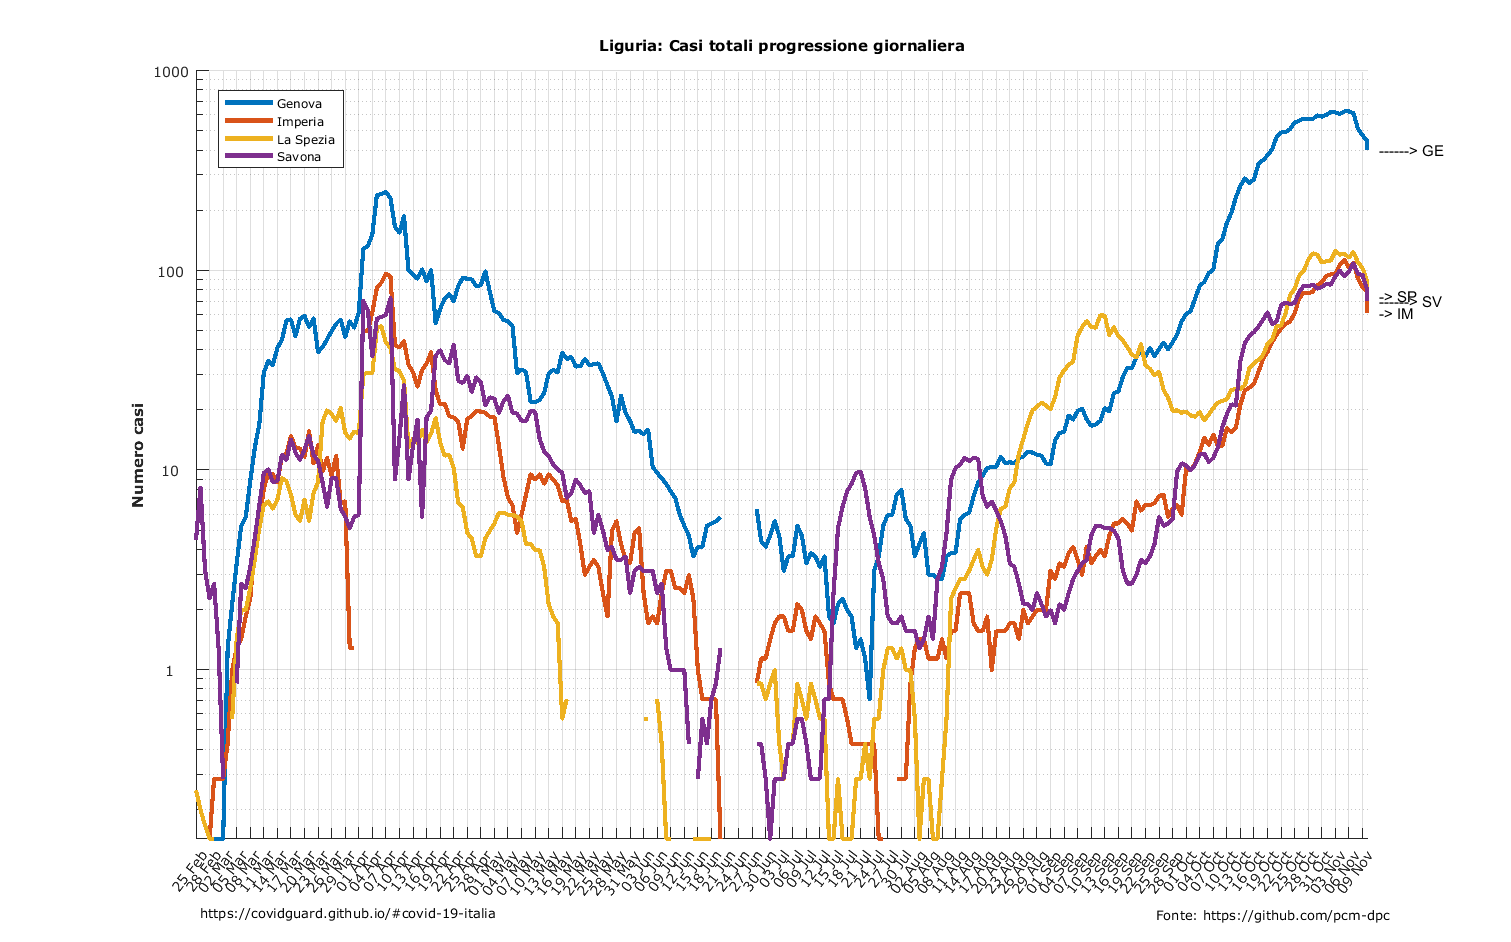 Liguria: Casi totali progressione giornaliera
1000
100
10
1
Numero casi
Genova
Imperia
La Spezia
Savona
------> GE
-> SP
------> SV
-> IM
25 Feb
28 Feb
02 Mar
05 Mar
08 Mar
11 Mar
14 Mar
17 Mar
20 Mar
23 Mar
26 Mar
29 Mar
01 Apr
04 Apr
07 Apr
10 Apr
13 Apr
16 Apr
19 Apr
22 Apr
25 Apr
28 Apr
01 May
04 May
07 May
10 May
13 May
16 May
19 May
22 May
25 May
28 May
31 May
03 Jun
06 Jun
09 Jun
12 Jun
15 Jun
18 Jun
21 Jun
24 Jun
27 Jun
30 Jun
03 Jul
06 Jul
09 Jul
12 Jul
15 Jul
18 Jul
21 Jul
24 Jul
27 Jul
30 Jul
02 Aug
05 Aug
08 Aug
11 Aug
14 Aug
17 Aug
20 Aug
23 Aug
26 Aug
29 Aug
01 Sep
04 Sep
07 Sep
10 Sep
13 Sep
16 Sep
19 Sep
22 Sep
25 Sep
28 Sep
01 Oct
04 Oct
07 Oct
10 Oct
13 Oct
16 Oct
19 Oct
22 Oct
25 Oct
28 Oct
31 Oct
03 Nov
06 Nov
09 Nov
https://covidguard.github.io/#covid-19-italia
Fonte: https://github.com/pcm-dpc